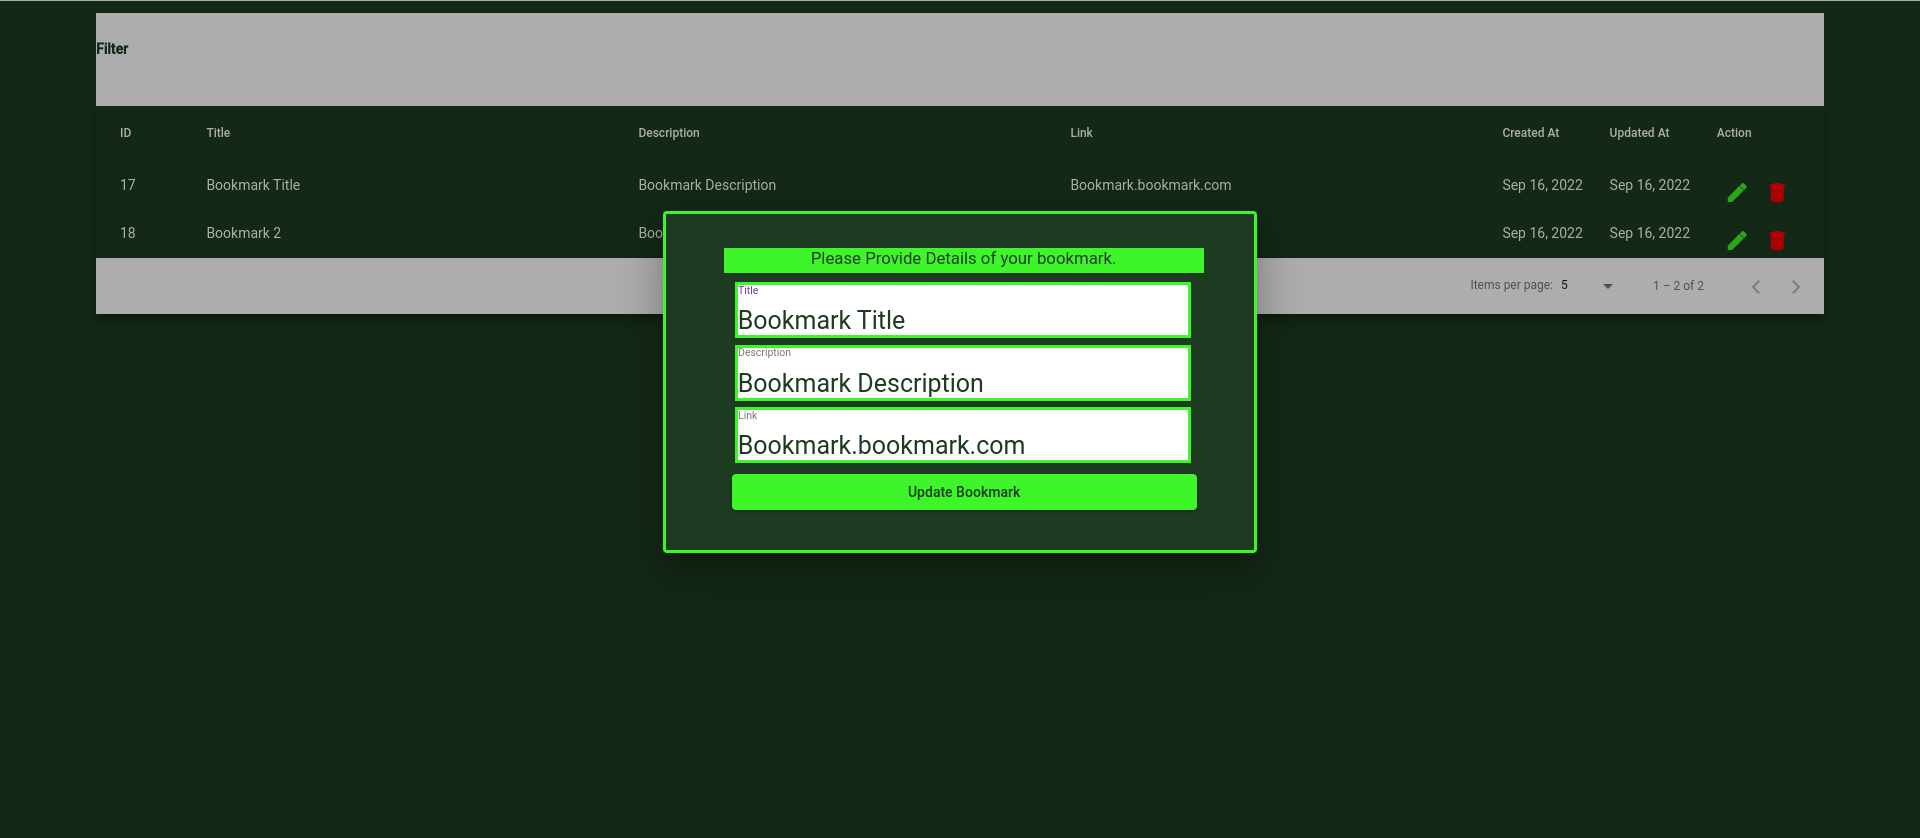 Filter
ID Title Description Link Created At Updated At Action
17 Bookmark Title Bookmark Description Bookmark.bookmark.com Sep 16, 2022 Sep 16, 2022
18 Bookmark 2 Boo Sep 16, 2022 Sep 16, 2022
Items per page: 5 1 – 2 of 2
Please Provide Details of your bookmark.
Title
Bookmark Title
Description
Bookmark Description
Link
Bookmark.bookmark.com
Update Bookmark